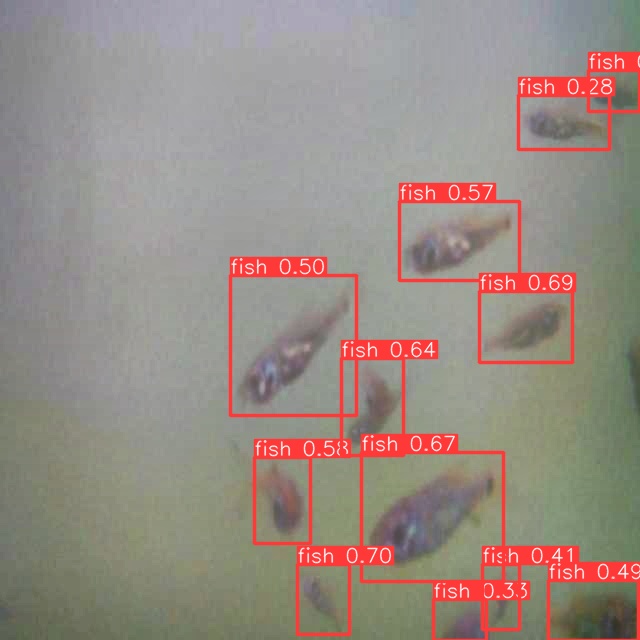 fish
fish 0.28
fish 0.57
fish 0.50
fish 0.69
fish 0.64
fish 0.58
fish 0.67
fish 0.70
fish 0.41
fish 0.49
fish 0.33